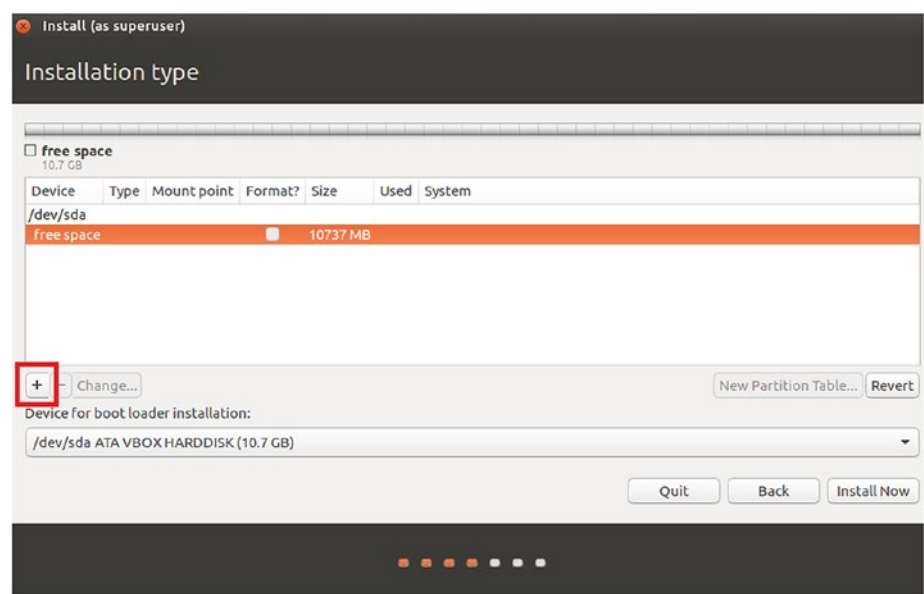 Install (as superuser)
Installation type
free space
10.7 GB
Device Type Mount point Format? Size Used System
/dev/sda
free space 10737 MB
+ - Change... New Partition Table... Revert
Device for boot loader installation:
/dev/sda ATA VBOX HARDDISK (10.7 GB)
Quit Back Install Now